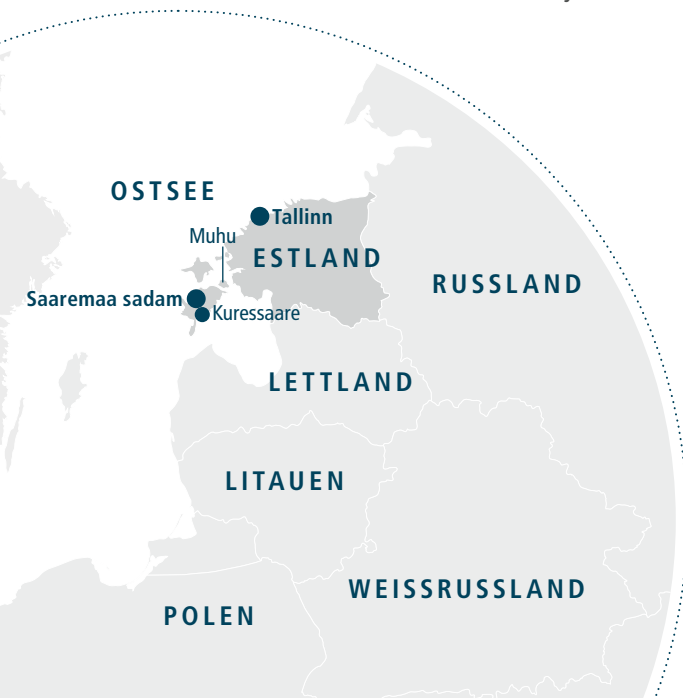 OSTSEE
Tallinn
Muhu
ESTLAND
RUSSLAND
Saaremaa sadam
Kuressaare
LETTLAND
LITAUEN
WEISSRUSSLAND
POLEN